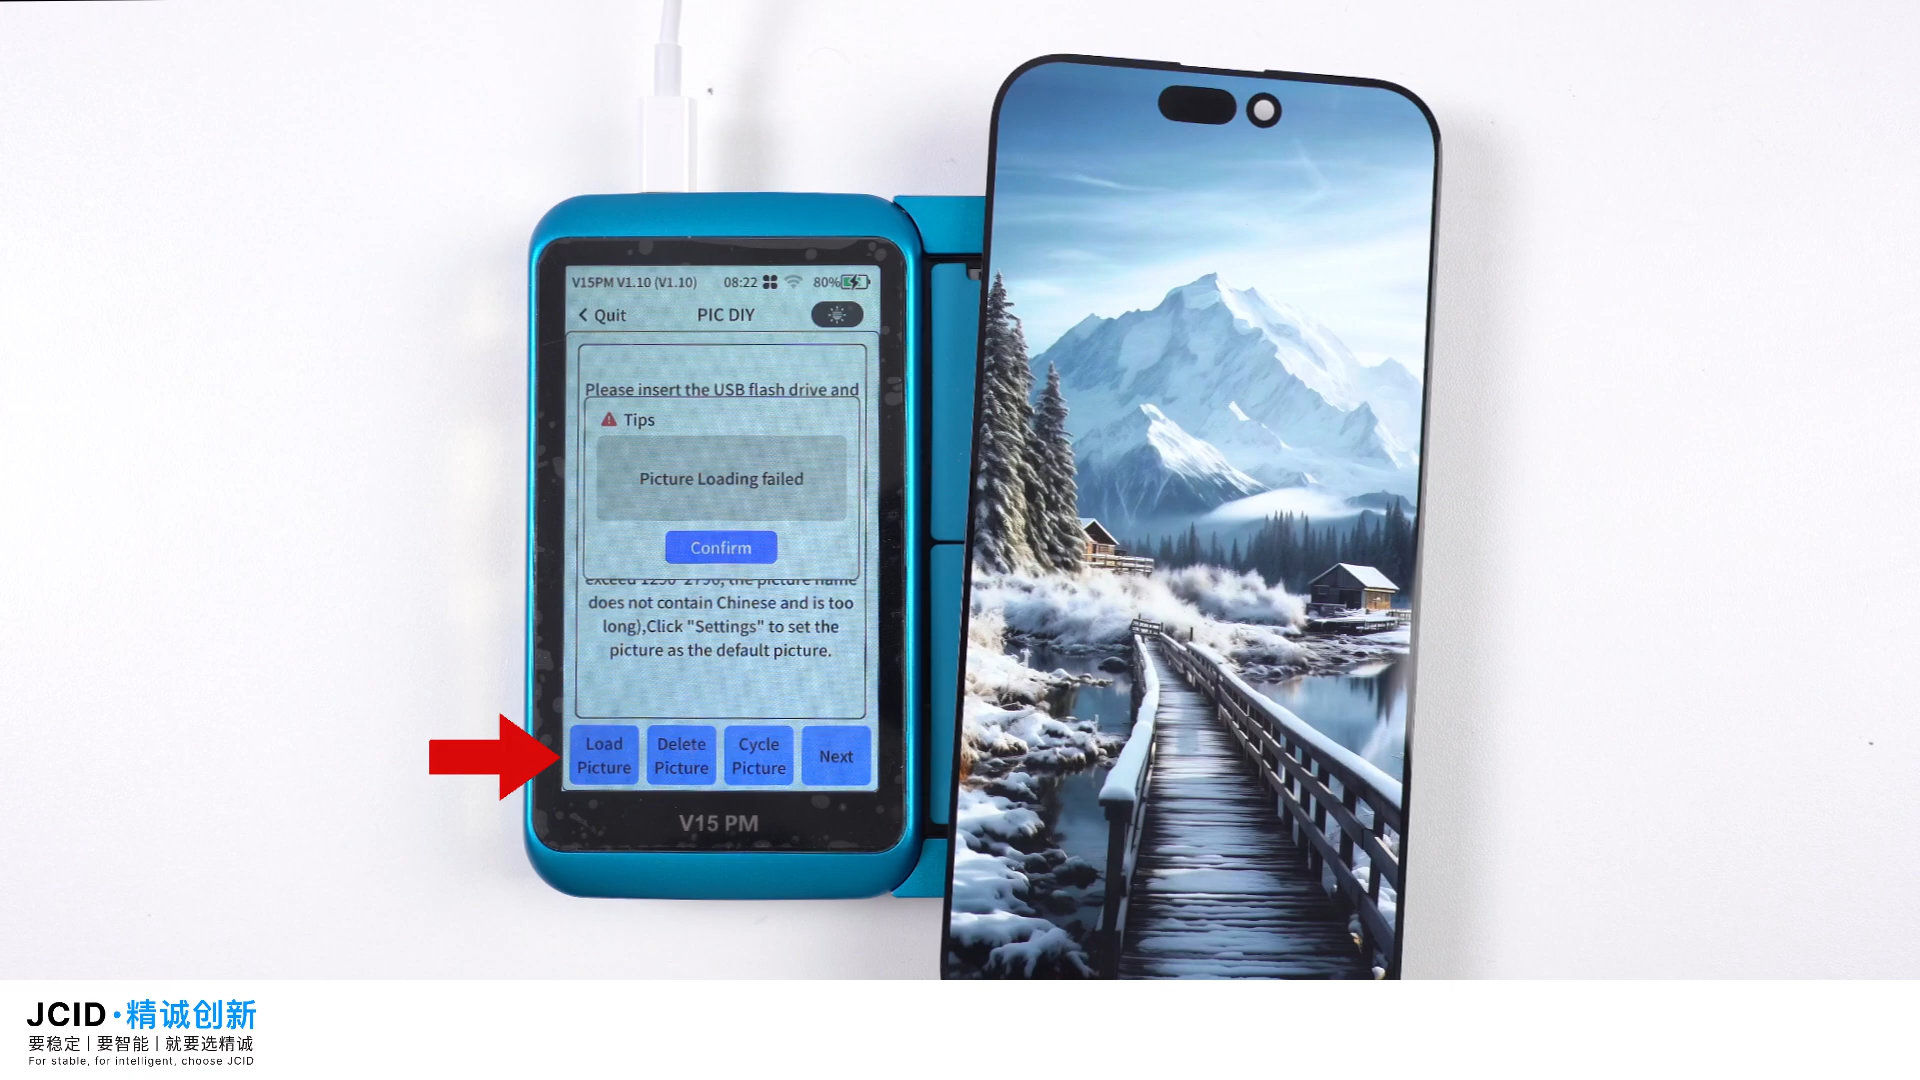 V15PM V1.10 (V1.10) 08:22 80%
Quit PIC DIY
Please insert the USB flash drive and
Tips
Picture Loading failed
Confirm
the picture name
does not contain Chinese and is too
long),Click "Settings" to set the
picture as the default picture.
Load Picture
Delete Picture
Cycle Picture
Next
V15 PM
JCID·精诚创新
要稳定|要智能|就要选精诚
For stable, for intelligent, choose JCID